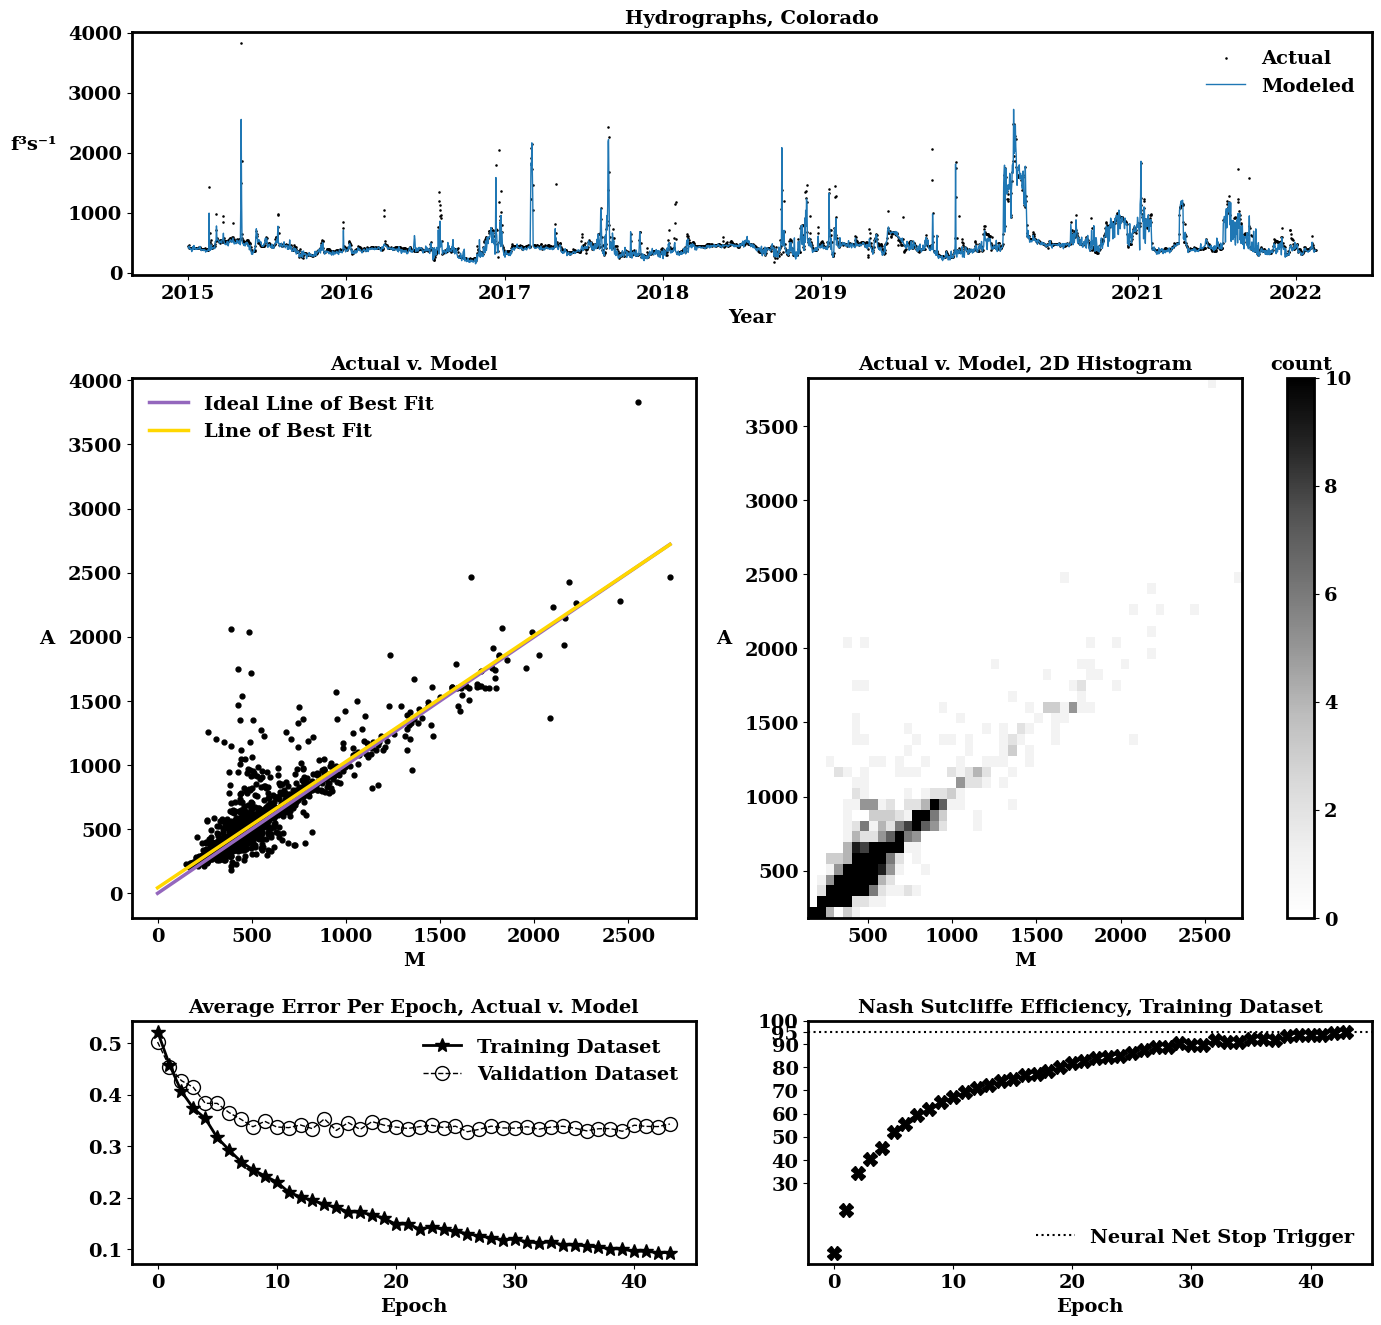 Hydrographs, Colorado
4000
3000
2000
1000
0
f³s⁻¹
Actual
Modeled
2015 2016 2017 2018 2019 2020 2021 2022
Year
Actual v. Model
4000
3500
3000
2500
2000
1500
1000
500
0
A
Ideal Line of Best Fit
Line of Best Fit
0 500 1000 1500 2000 2500
M
Actual v. Model, 2D Histogram
3500
3000
2500
2000
1500
1000
500
A
500 1000 1500 2000 2500
M
count
10
8
6
4
2
0
Average Error Per Epoch, Actual v. Model
0.5
0.4
0.3
0.2
0.1
Training Dataset
Validation Dataset
0 10 20 30 40
Epoch
Nash Sutcliffe Efficiency, Training Dataset
100
95
90
80
70
60
50
40
30
Neural Net Stop Trigger
0 10 20 30 40
Epoch